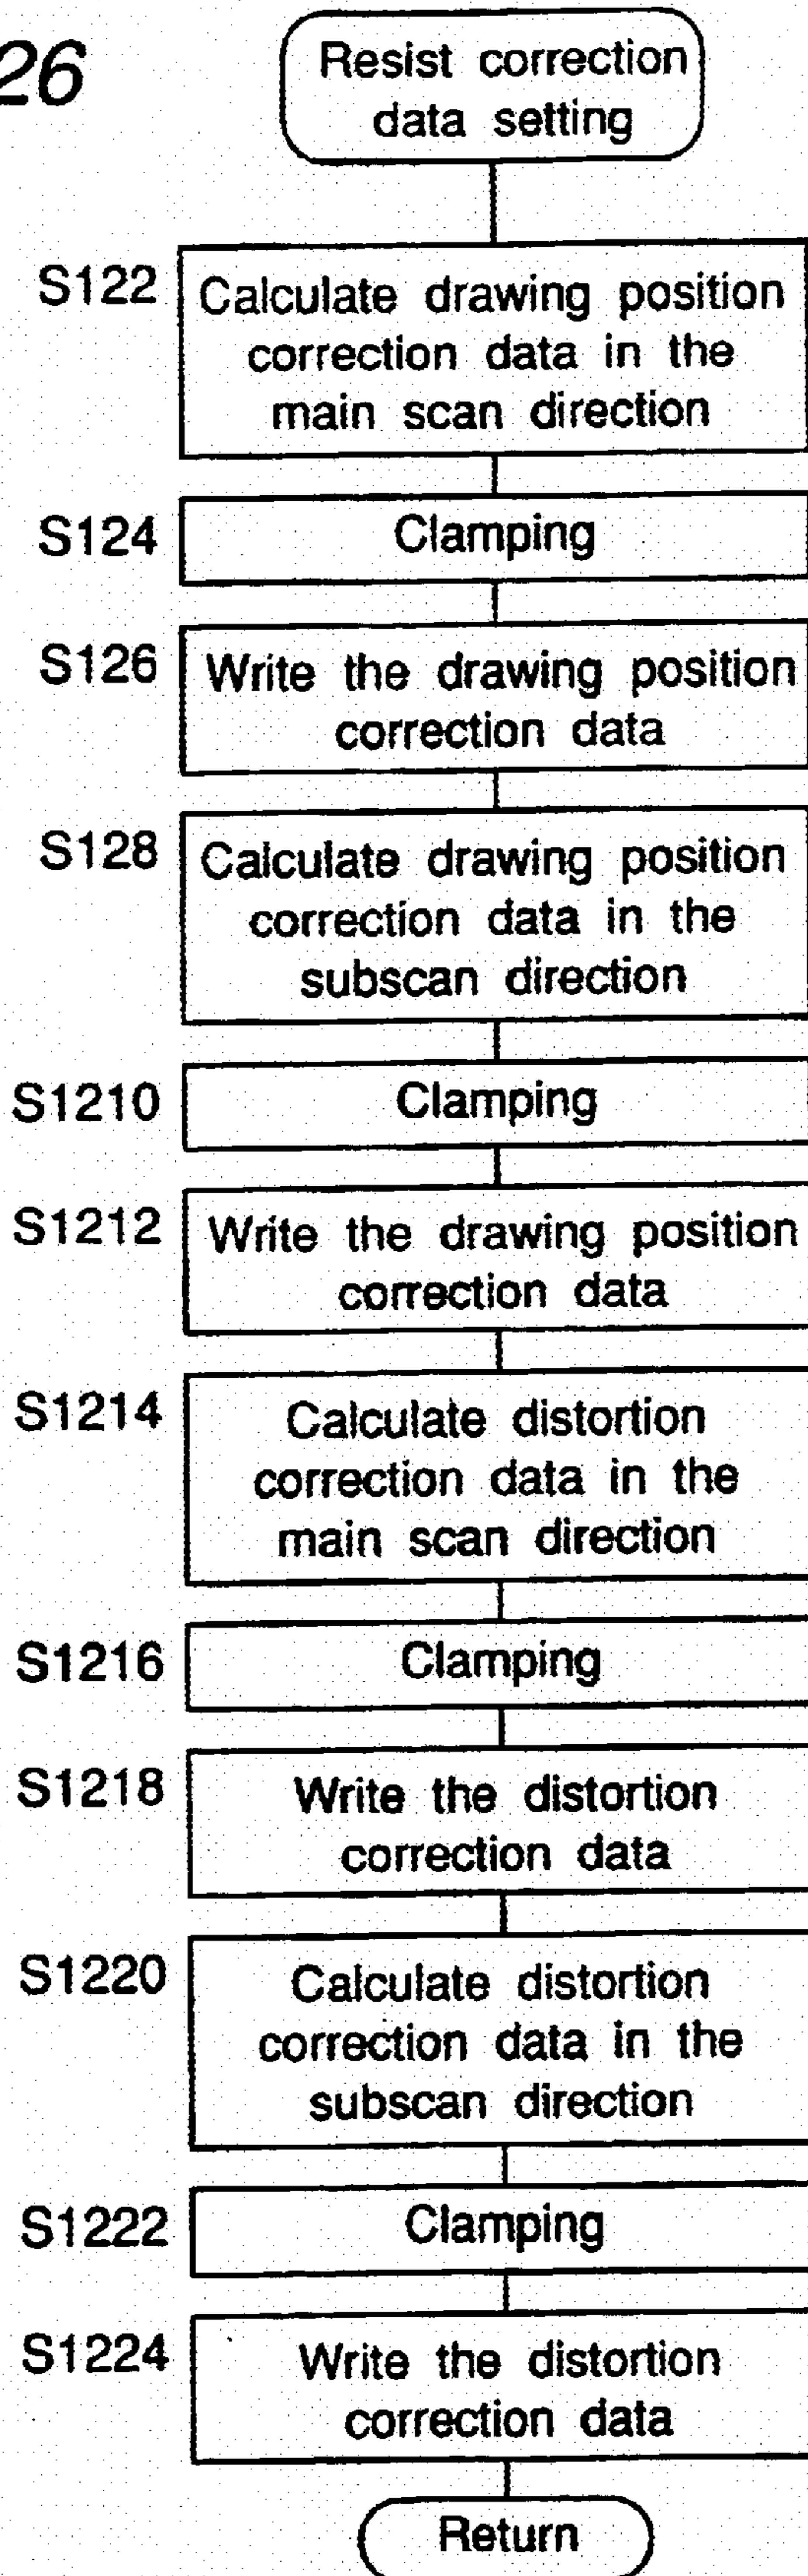 26
Resist correction
data setting
S122
Calculate drawing position
correction data in the
main scan direction
S124
Clamping
S126
Write the drawing position
correction data
S128
Calculate drawing position
correction data in the
subscan direction
S1210
Clamping
S1212
Write the drawing position
correction data
S1214
Calculate distortion
correction data in the
main scan direction
S1216
Clamping
S1218
Write the distortion
correction data
S1220
Calculate distortion
correction data in the
subscan direction
S1222
Clamping
S1224
Write the distortion
correction data
Return